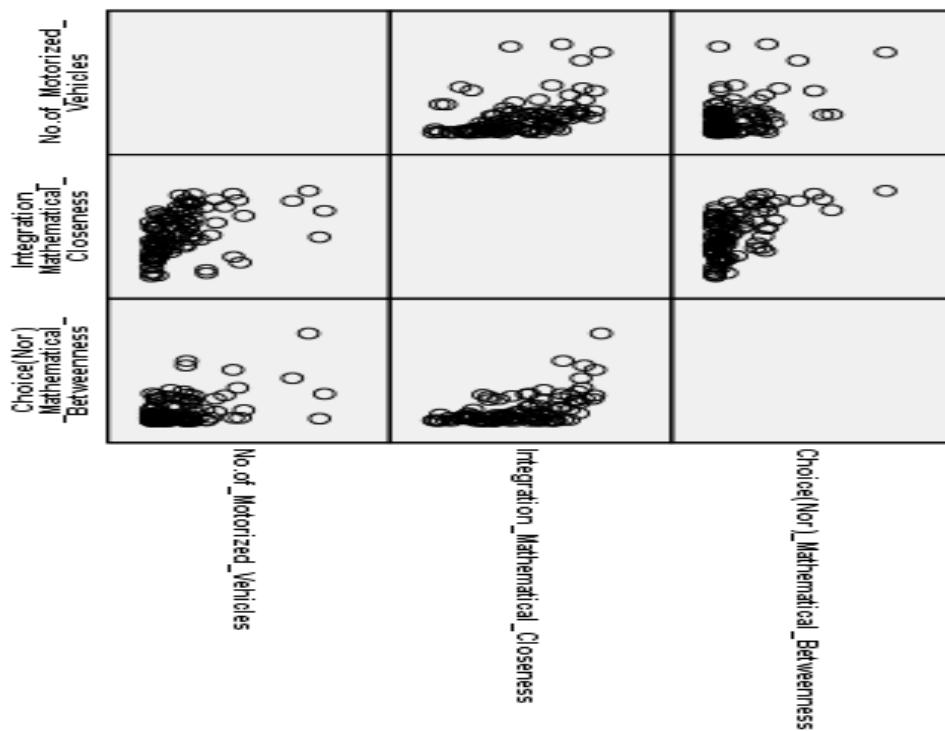 No.of_Motorized_
Vehicles
Integration_
Mathematical_
Closeness
Choice(Nor)_
Mathematical_
Betweenness
No.of_Motorized_Vehicles
Integration_Mathematical_Closeness
Choice(Nor)_Mathematical_Betweenness